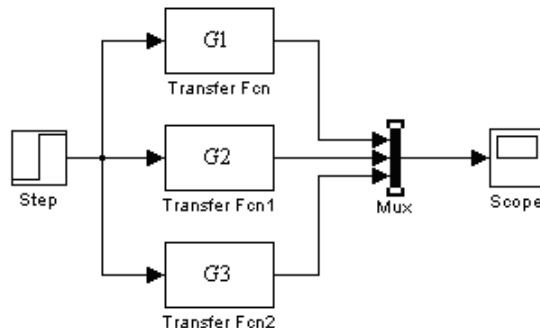 G1
Transfer Fcn
G2
Step
Transfer Fcn1
Mux
Scope
G3
Transfer Fcn2